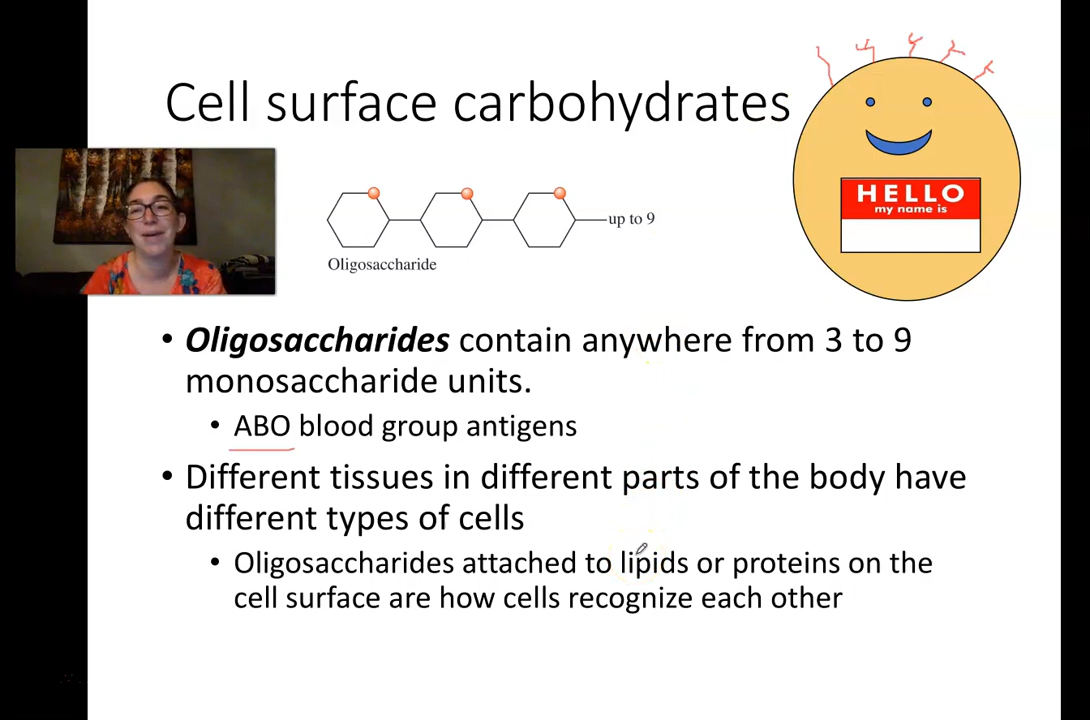 Cell surface carbohydrates
HELLO
my name is
up to 9
Oligosaccharide
• Oligosaccharides contain anywhere from 3 to 9
monosaccharide units.
• ABO blood group antigens
• Different tissues in different parts of the body have
different types of cells
• Oligosaccharides attached to lipids or proteins on the
cell surface are how cells recognize each other